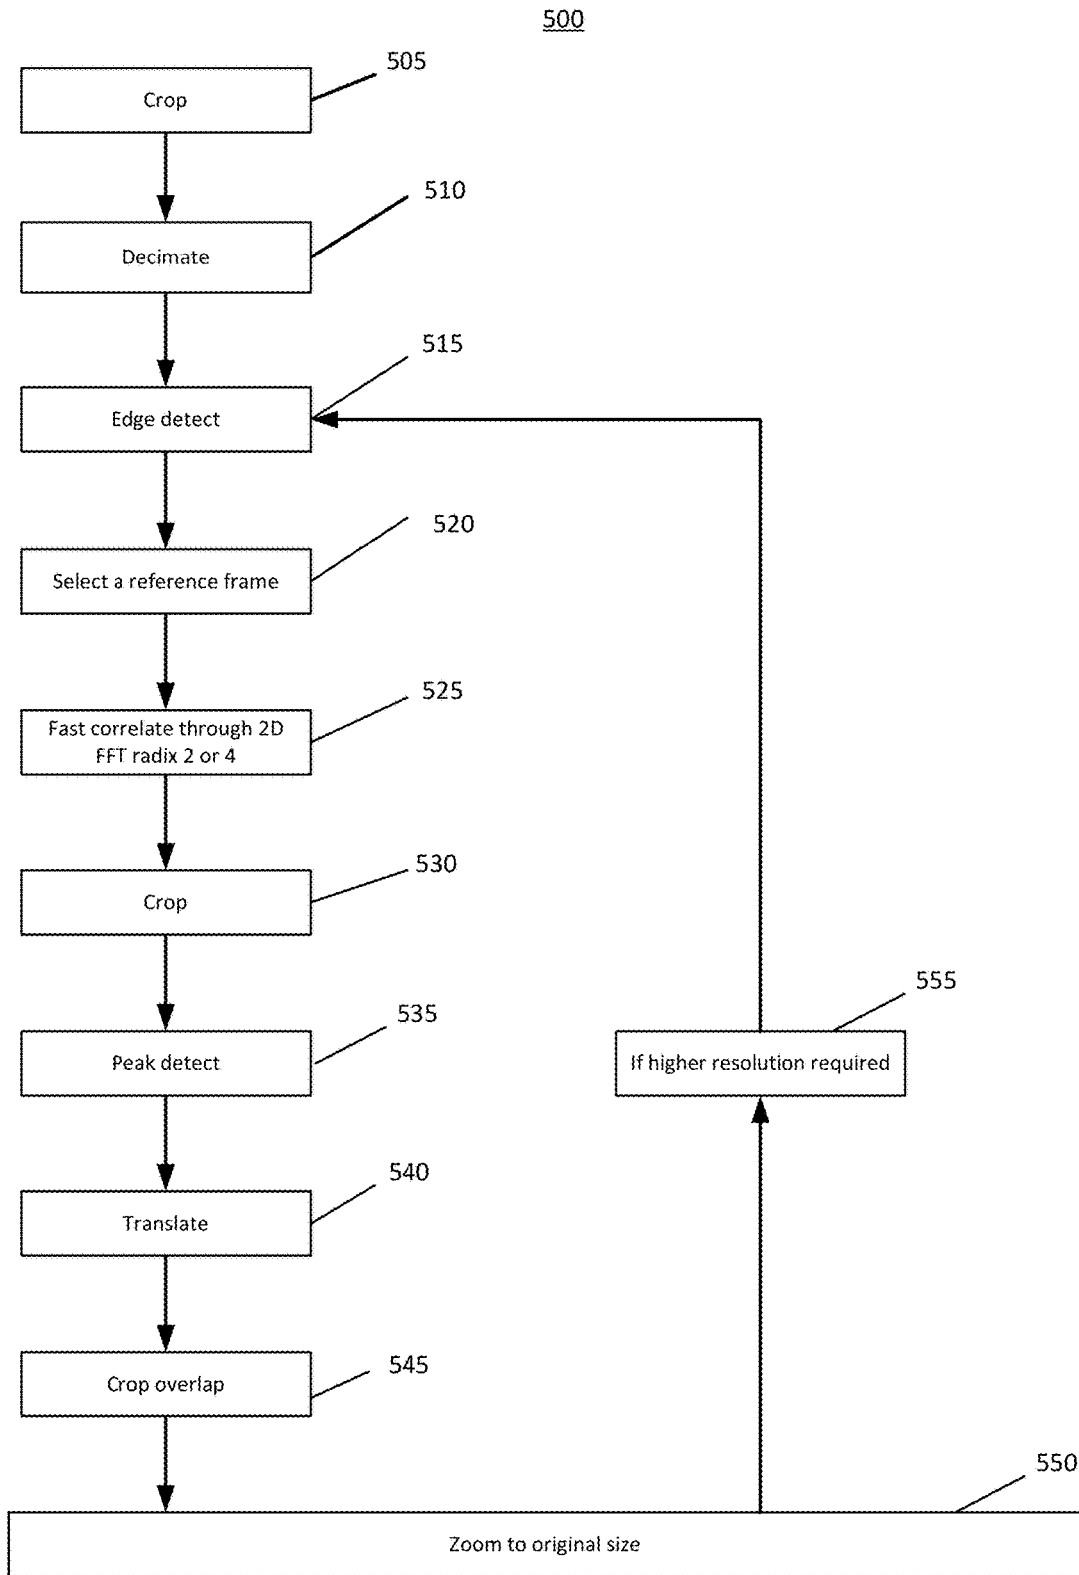 500
505
Crop
510
Decimate
515
Edge detect
520
Select a reference frame
525
Fast correlate through 2D
FFT radix 2 or 4
530
Crop
535
Peak detect
555
If higher resolution required
540
Translate
545
Crop overlap
550
Zoom to original size